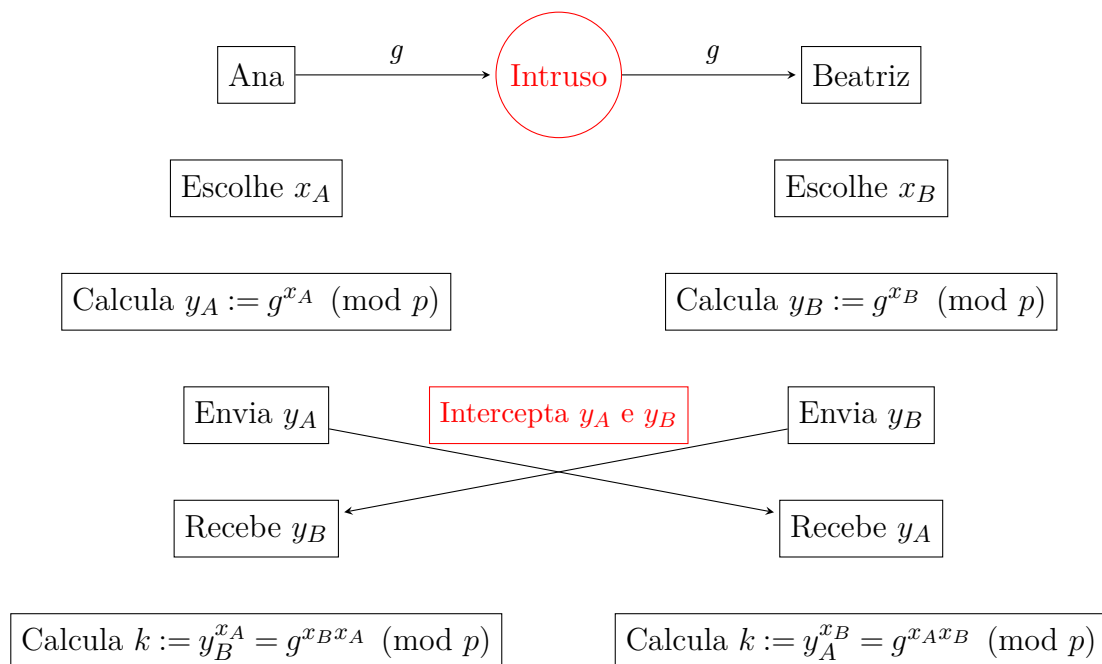 Ana g Intruso g Beatriz
Escolhe x_A Escolhe x_B
Calcula y_A := g^{x_A} (mod p) Calcula y_B := g^{x_B} (mod p)
Envia y_A Intercepta y_A e y_B Envia y_B
Recebe y_B Recebe y_A
Calcula k := y_B^{x_A} = g^{x_B x_A} (mod p) Calcula k := y_A^{x_B} = g^{x_A x_B} (mod p)